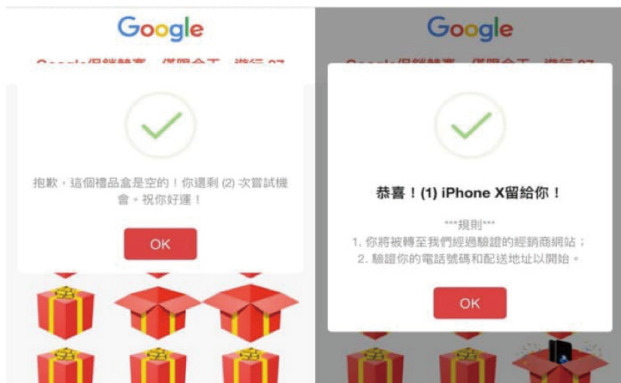 Google
抱歉，這個禮品盒是空的！你還剩 (2) 次嘗試機
會。祝你好運！
OK
Google
恭喜！(1) iPhone X留給你！
***規則***
1. 你將被轉至我們經過驗證的經銷商網站；
2. 驗證你的電話號碼和配送地址以開始。
OK